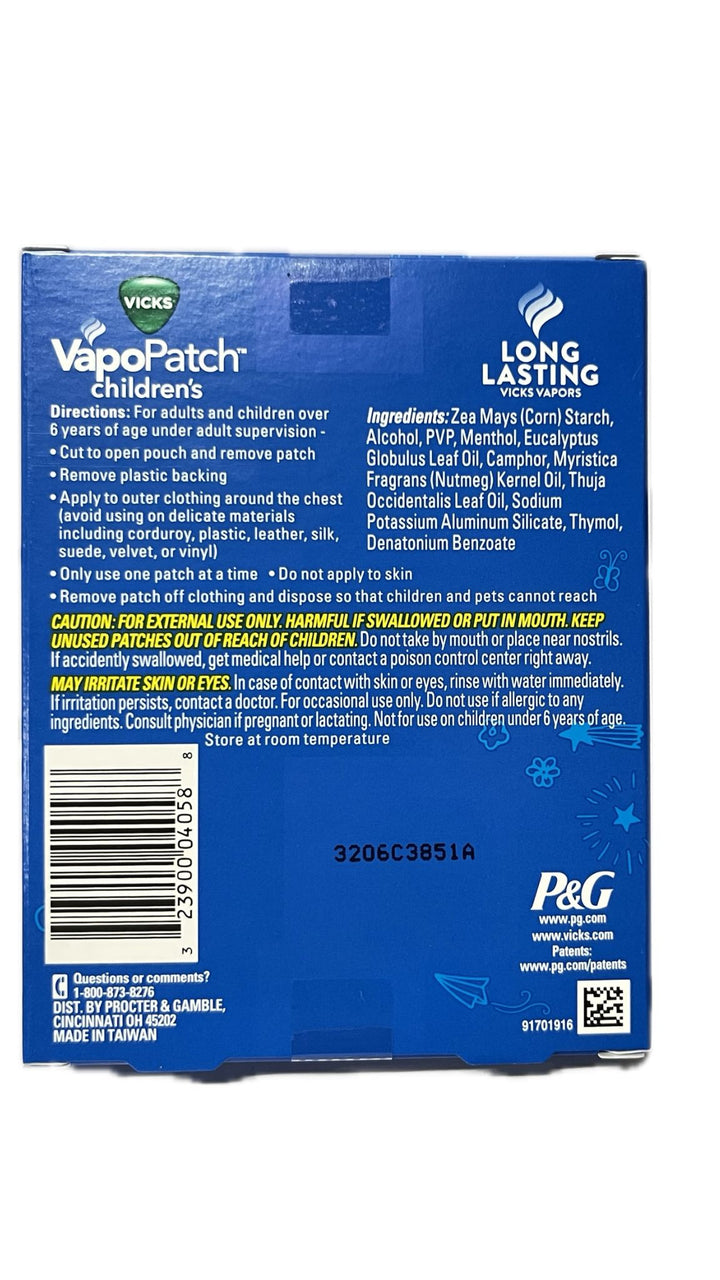 VICKS
VapoPatch™
children's
LONG
LASTING
VICKS VAPORS
Directions: For adults and children over
6 years of age under adult supervision -
• Cut to open pouch and remove patch
• Remove plastic backing
• Apply to outer clothing around the chest
(avoid using on delicate materials
including corduroy, plastic, leather, silk,
suede, velvet, or vinyl)
• Only use one patch at a time • Do not apply to skin
• Remove patch off clothing and dispose so that children and pets cannot reach
Ingredients: Zea Mays (Corn) Starch,
Alcohol, PVP, Menthol, Eucalyptus
Globulus Leaf Oil, Camphor, Myristica
Fragrans (Nutmeg) Kernel Oil, Thuja
Occidentalis Leaf Oil, Sodium
Potassium Aluminum Silicate, Thymol,
Denatonium Benzoate
CAUTION: FOR EXTERNAL USE ONLY. HARMFUL IF SWALLOWED OR PUT IN MOUTH. KEEP
UNUSED PATCHES OUT OF REACH OF CHILDREN. Do not take by mouth or place near nostrils.
If accidently swallowed, get medical help or contact a poison control center right away.
MAY IRRITATE SKIN OR EYES. In case of contact with skin or eyes, rinse with water immediately.
If irritation persists, contact a doctor. For occasional use only. Do not use if allergic to any
ingredients. Consult physician if pregnant or lactating. Not for use on children under 6 years of age.
Store at room temperature
3 23900 04058 8
3206C3851A
P&G
www.pg.com
www.vicks.com
Patents:
www.pg.com/patents
91701916
Questions or comments?
1-800-873-8276
DIST. BY PROCTER & GAMBLE,
CINCINNATI OH 45202
MADE IN TAIWAN